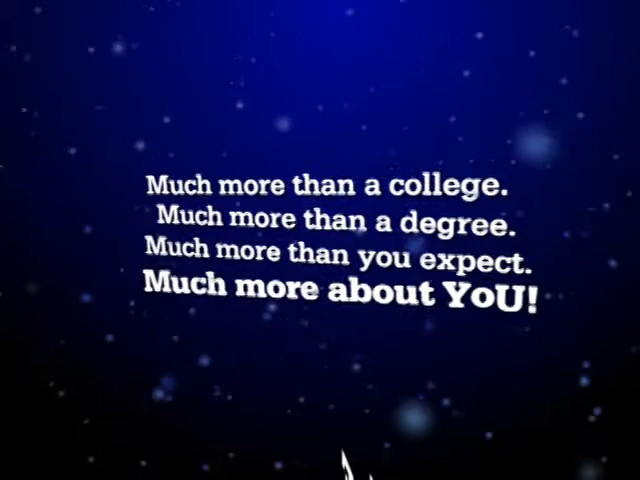 Much more than a college.
Much more than a degree.
Much more than you expect.
Much more about YoU!